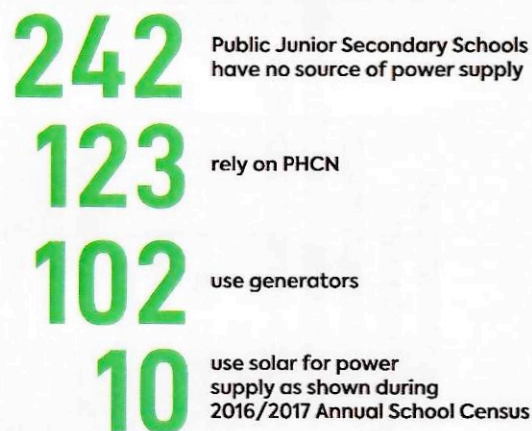 242
Public Junior Secondary Schools
have no source of power supply
123
rely on PHCN
102
use generators
10
use solar for power
supply as shown during
2016/2017 Annual School Census